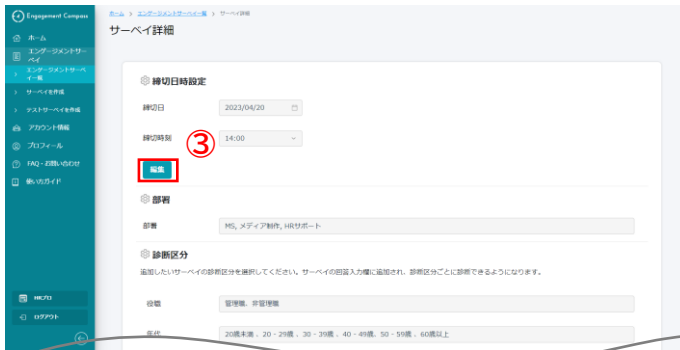 Engagement Compass
ホーム
エンゲージメントサーベイ
エンゲージメントサーベイ一覧
サーベイを作成
テストサーベイを作成
アカウント情報
プロフィール
FAQ・お問い合わせ
使い方ガイド
HRプロ
ログアウト
ホーム > エンゲージメントサーベイ一覧 > サーベイ詳細
サーベイ詳細
締切日時設定
締切日 2023/04/20
締切時刻 14:00
③
編集
部署
部署 MS, メディア制作, HRサポート
診断区分
追加したいサーベイの診断区分を選択してください。サーベイの回答入力欄に追加され、診断区分ごとに診断できるようになります。
役職 管理職、非管理職
年代 20歳未満 、20 - 29歳 、30 - 39歳 、40 - 49歳、50 - 59歳 、60歳以上